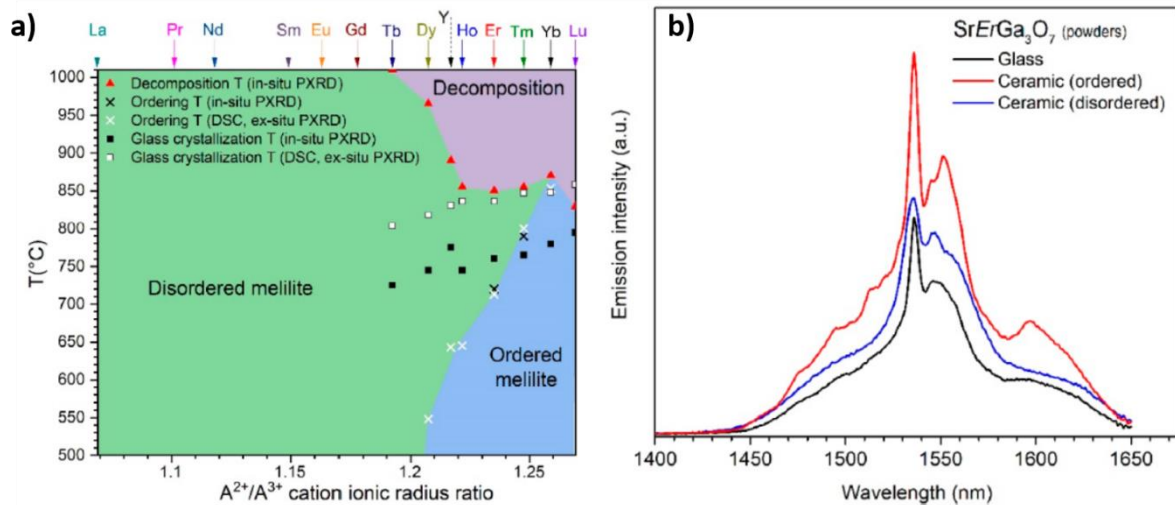 a)
La Pr Nd Sm Eu Gd Tb Dy Y Ho Er Tm Yb Lu
1000
950
900
850
800
750
700
650
600
550
500
T(°C)
Decomposition T (in-situ PXRD)
Ordering T (in-situ PXRD)
Ordering T (DSC, ex-situ PXRD)
Glass crystallization T (in-situ PXRD)
Glass crystallization T (DSC, ex-situ PXRD)
Decomposition
Disordered melilite
Ordered
melilite
1.1 1.15 1.2 1.25
A²⁺/A³⁺ cation ionic radius ratio
b)
SrErGa₃O₇ (powders)
Glass
Ceramic (ordered)
Ceramic (disordered)
Emission intensity (a.u.)
1400 1450 1500 1550 1600 1650
Wavelength (nm)